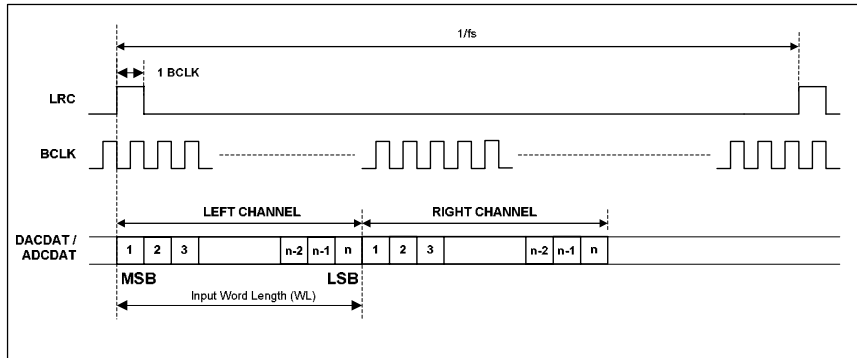 1/fs
1 BCLK
LRC
BCLK
LEFT CHANNEL RIGHT CHANNEL
DACDAT /
ADCDAT
1 2 3 n-2 n-1 n 1 2 3 n-2 n-1 n
MSB LSB
Input Word Length (WL)